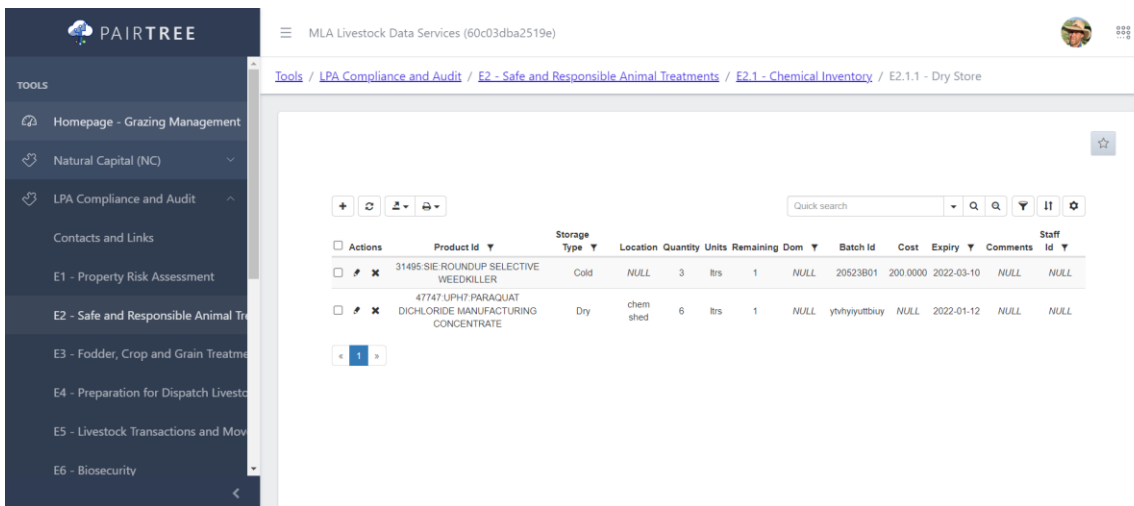 PAIRTREE
MLA Livestock Data Services (60c03dba2519e)
TOOLS
Homepage - Grazing Management
Natural Capital (NC)
LPA Compliance and Audit
Contacts and Links
E1 - Property Risk Assessment
E2 - Safe and Responsible Animal Tre
E3 - Fodder, Crop and Grain Treatme
E4 - Preparation for Dispatch Livesto
E5 - Livestock Transactions and Mov
E6 - Biosecurity
Tools / LPA Compliance and Audit / E2 - Safe and Responsible Animal Treatments / E2.1 - Chemical Inventory / E2.1.1 - Dry Store
Quick search
Actions Product Id Storage Type Location Quantity Units Remaining Dom Batch Id Cost Expiry Comments Staff Id
31495:SIE:ROUNDUP SELECTIVE WEEDKILLER Cold NULL 3 ltrs 1 NULL 20523B01 200.0000 2022-03-10 NULL NULL
47747:UPH7:PARAQUAT DICHLORIDE MANUFACTURING CONCENTRATE Dry chem shed 6 ltrs 1 NULL ytvhyiyuttbiuy NULL 2022-01-12 NULL NULL
« 1 »